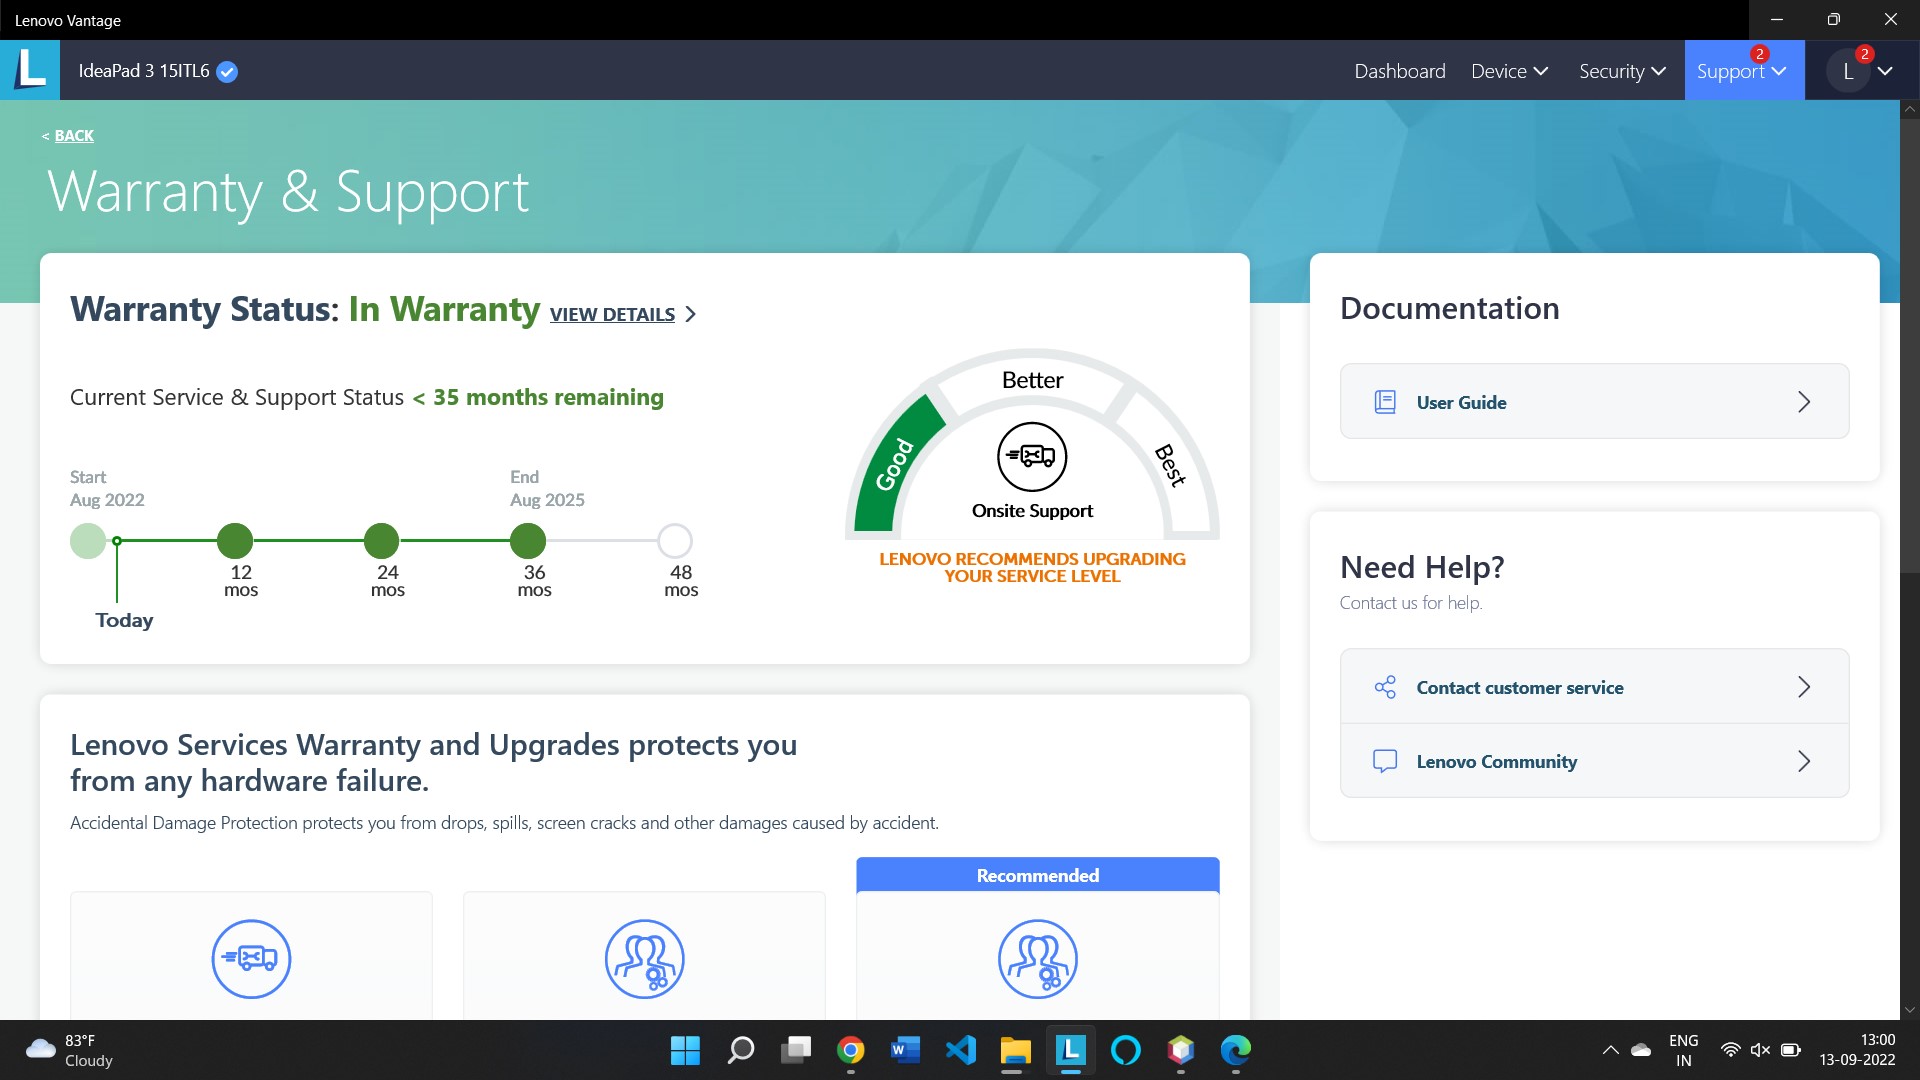 Lenovo Vantage
IdeaPad 3 15ITL6
Dashboard
Device
Security
Support
2
L
2
< BACK
Warranty & Support
Warranty Status: In Warranty VIEW DETAILS >
Current Service & Support Status < 35 months remaining
Start
Aug 2022
End
Aug 2025
12
mos
24
mos
36
mos
48
mos
Today
Good
Better
Best
Onsite Support
LENOVO RECOMMENDS UPGRADING
YOUR SERVICE LEVEL
Documentation
User Guide
Need Help?
Contact us for help.
Contact customer service
Lenovo Community
Lenovo Services Warranty and Upgrades protects you
from any hardware failure.
Accidental Damage Protection protects you from drops, spills, screen cracks and other damages caused by accident.
Recommended
83°F
Cloudy
ENG
IN
13:00
13-09-2022